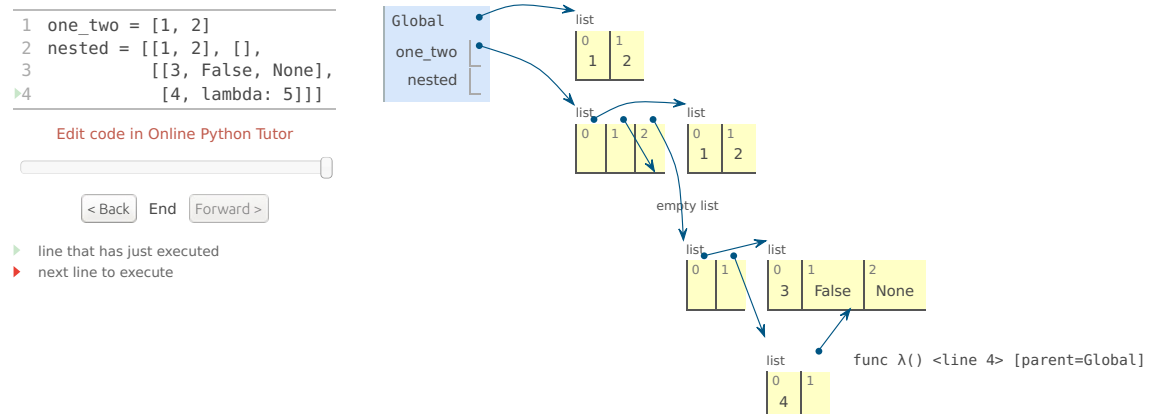 1 one_two = [1, 2]
2 nested = [[1, 2], [],
3 [[3, False, None],
4 [4, lambda: 5]]]
Edit code in Online Python Tutor
< Back End Forward >
line that has just executed
next line to execute
Global
one_two
nested
list
0 1
1 2
list
0 1 2
list
0 1
1 2
empty list
list
0 1
list
0 1 2
3 False None
list
0 1
4
func λ() <line 4> [parent=Global]